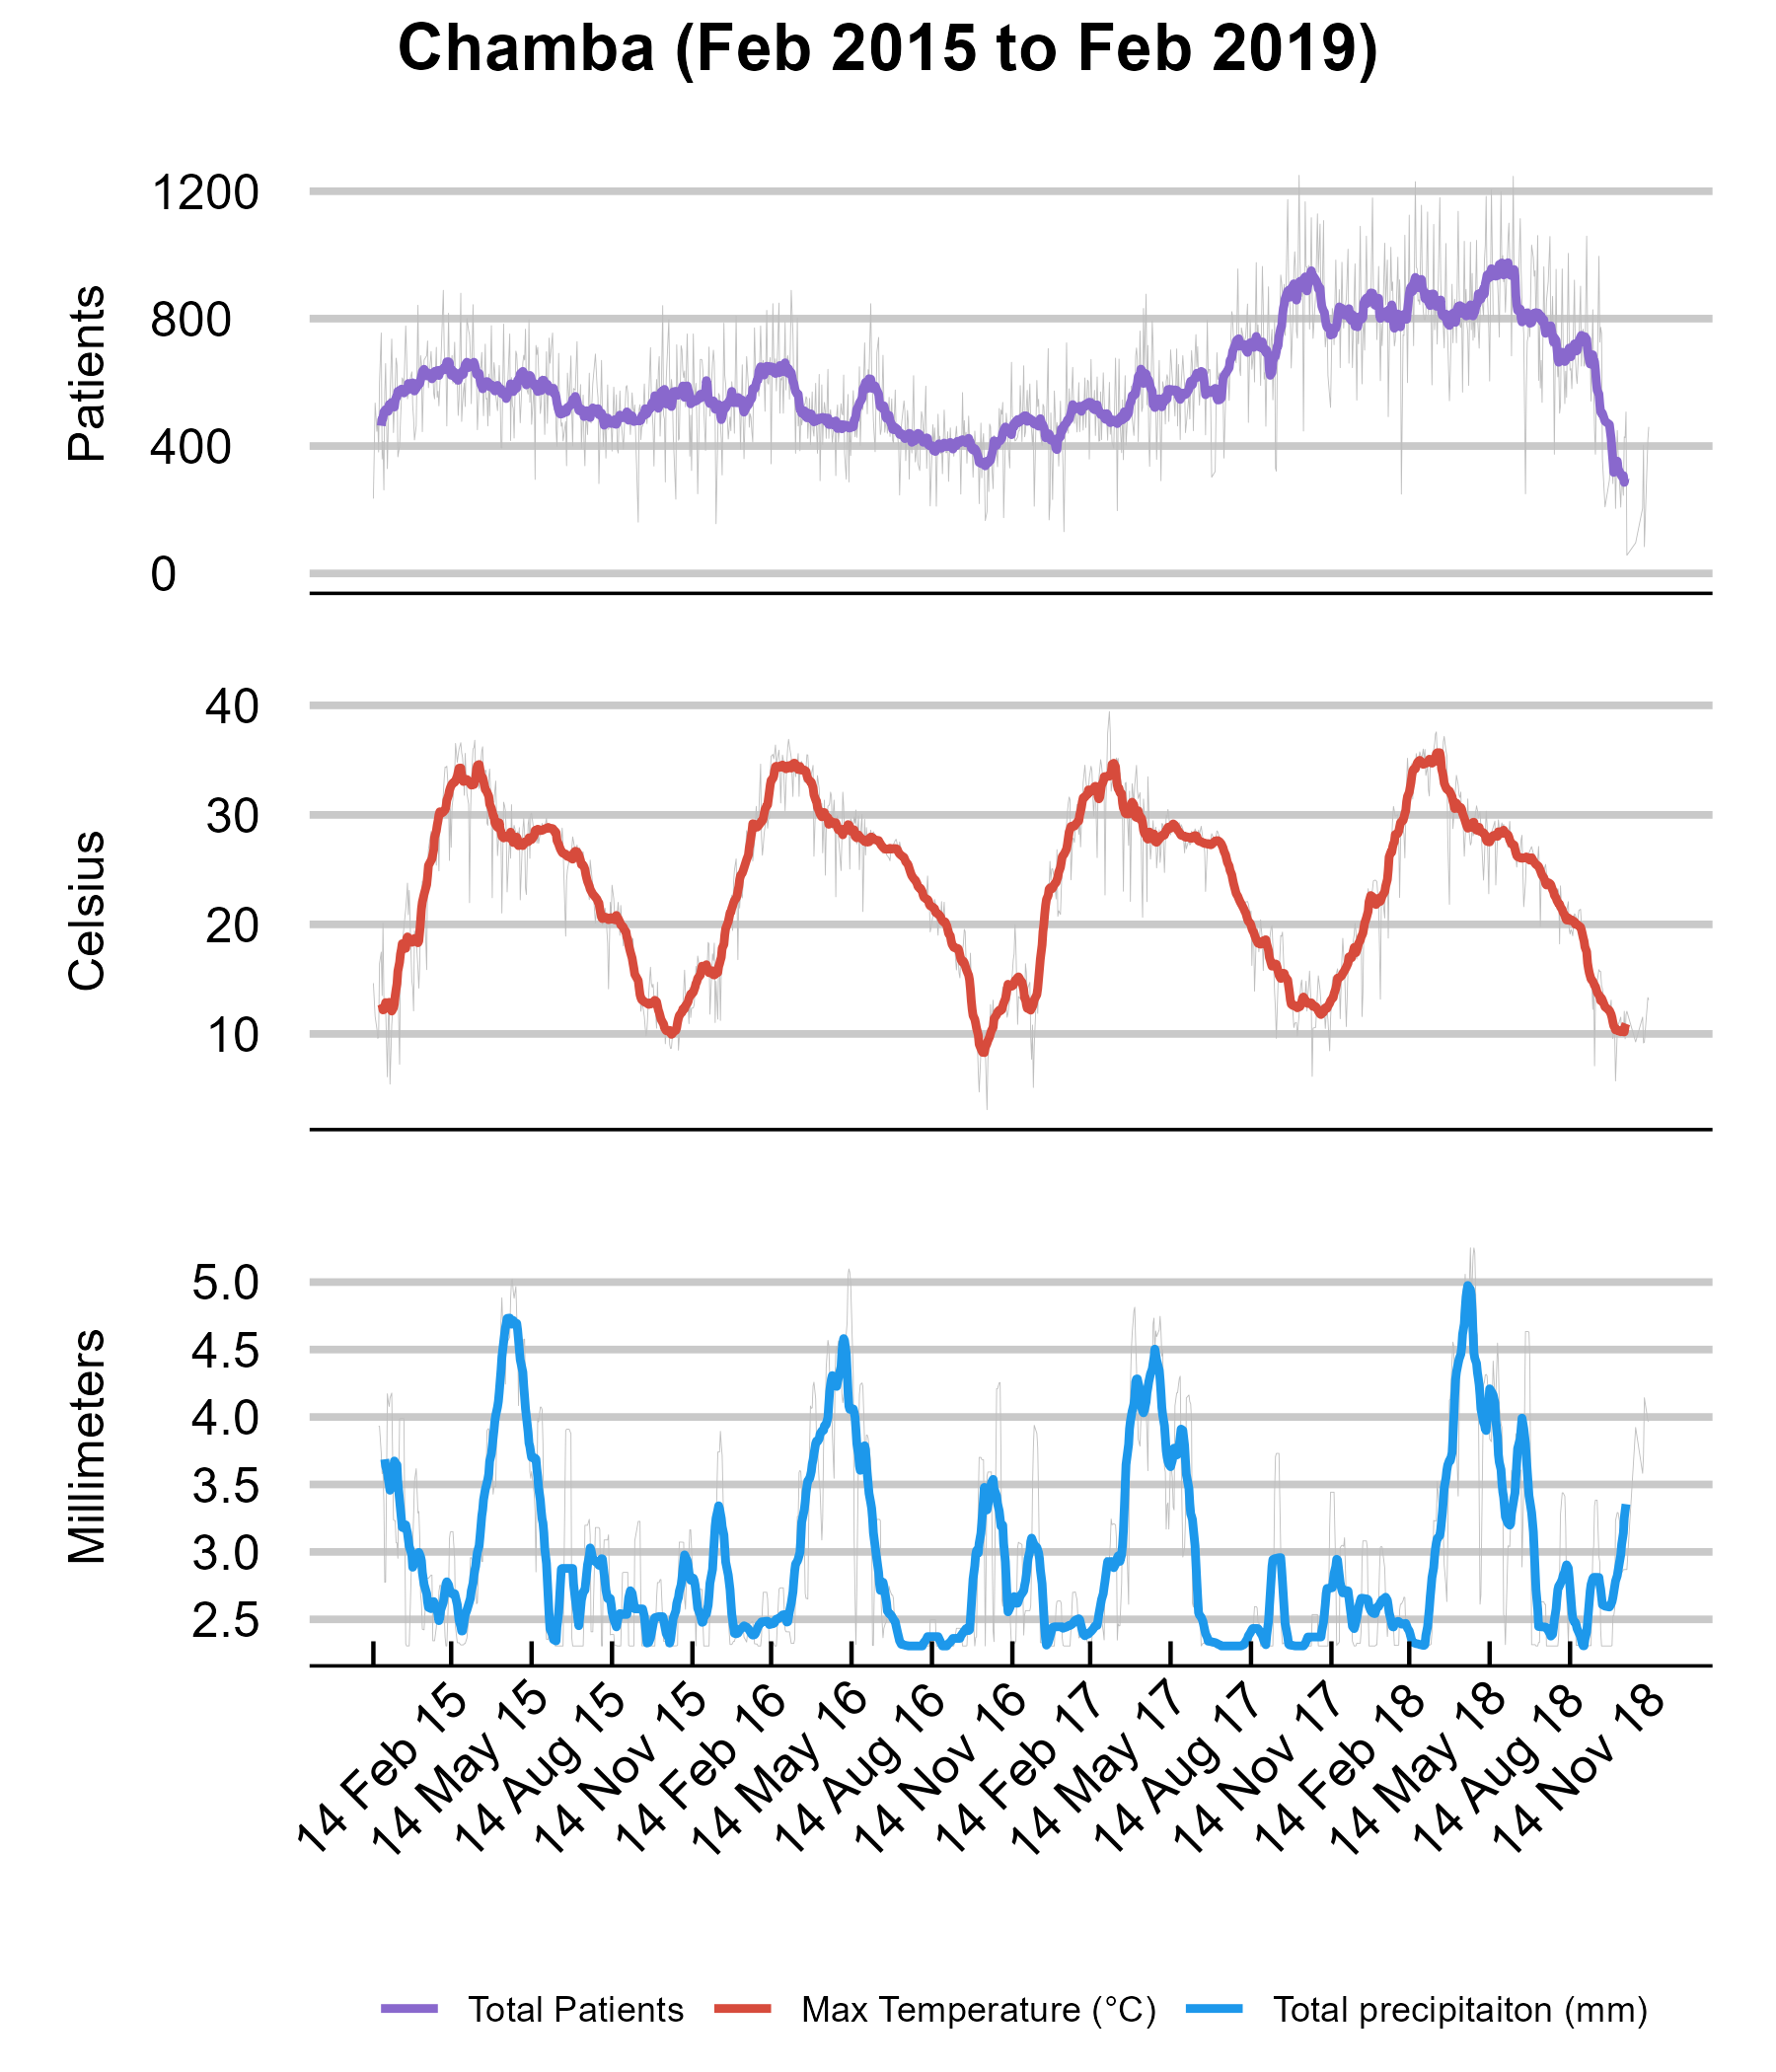 Chamba (Feb 2015 to Feb 2019)
Patients
1200
800
400
0
Celsius
40
30
20
10
Millimeters
5.0
4.5
4.0
3.5
3.0
2.5
14 Feb 15
14 May 15
14 Aug 15
14 Nov 15
14 Feb 16
14 May 16
14 Aug 16
14 Nov 16
14 Feb 17
14 May 17
14 Aug 17
14 Nov 17
14 Feb 18
14 May 18
14 Aug 18
14 Nov 18
Total Patients Max Temperature (°C) Total precipitaiton (mm)